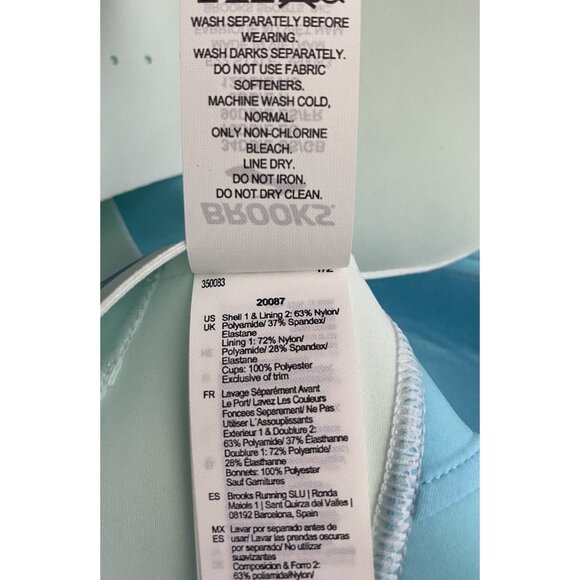 WASH SEPARATELY BEFORE
WEARING.
WASH DARKS SEPARATELY.
DO NOT USE FABRIC
SOFTENERS.
MACHINE WASH COLD,
NORMAL.
ONLY NON-CHLORINE
BLEACH.
LINE DRY.
DO NOT IRON.
DO NOT DRY CLEAN.
BROOKS
350083
1/2
20087
US Shell 1 & Lining 2: 63% Nylon/
UK Polyamide/ 37% Spandex/
Elastane
Lining 1: 72% Nylon/
Polyamide/ 28% Spandex/
Elastane
Cups: 100% Polyester
Exclusive of trim
FR Lavage Séparément Avant
Le Port/ Lavez Les Couleurs
Foncees Separement/ Ne Pas
Utiliser L'Assouplissants
Exterieur 1 & Doublure 2:
63% Polyamide/ 37% Élasthanne
Doublure 1: 72% Polyamide/
28% Élasthanne
Bonnets: 100% Polyester
Sauf Garnitures
ES Brooks Running SLU | Ronda
Maiols 1 | Sant Quirza del Valles |
08192 Barcelona, Spain
MX Lavar por separado antes de
ES usar/ Lavar las prendas oscuras
por separado/ No utilizar
suavizantes
Composicion & Forro 2:
63% poliamida/Nylon/